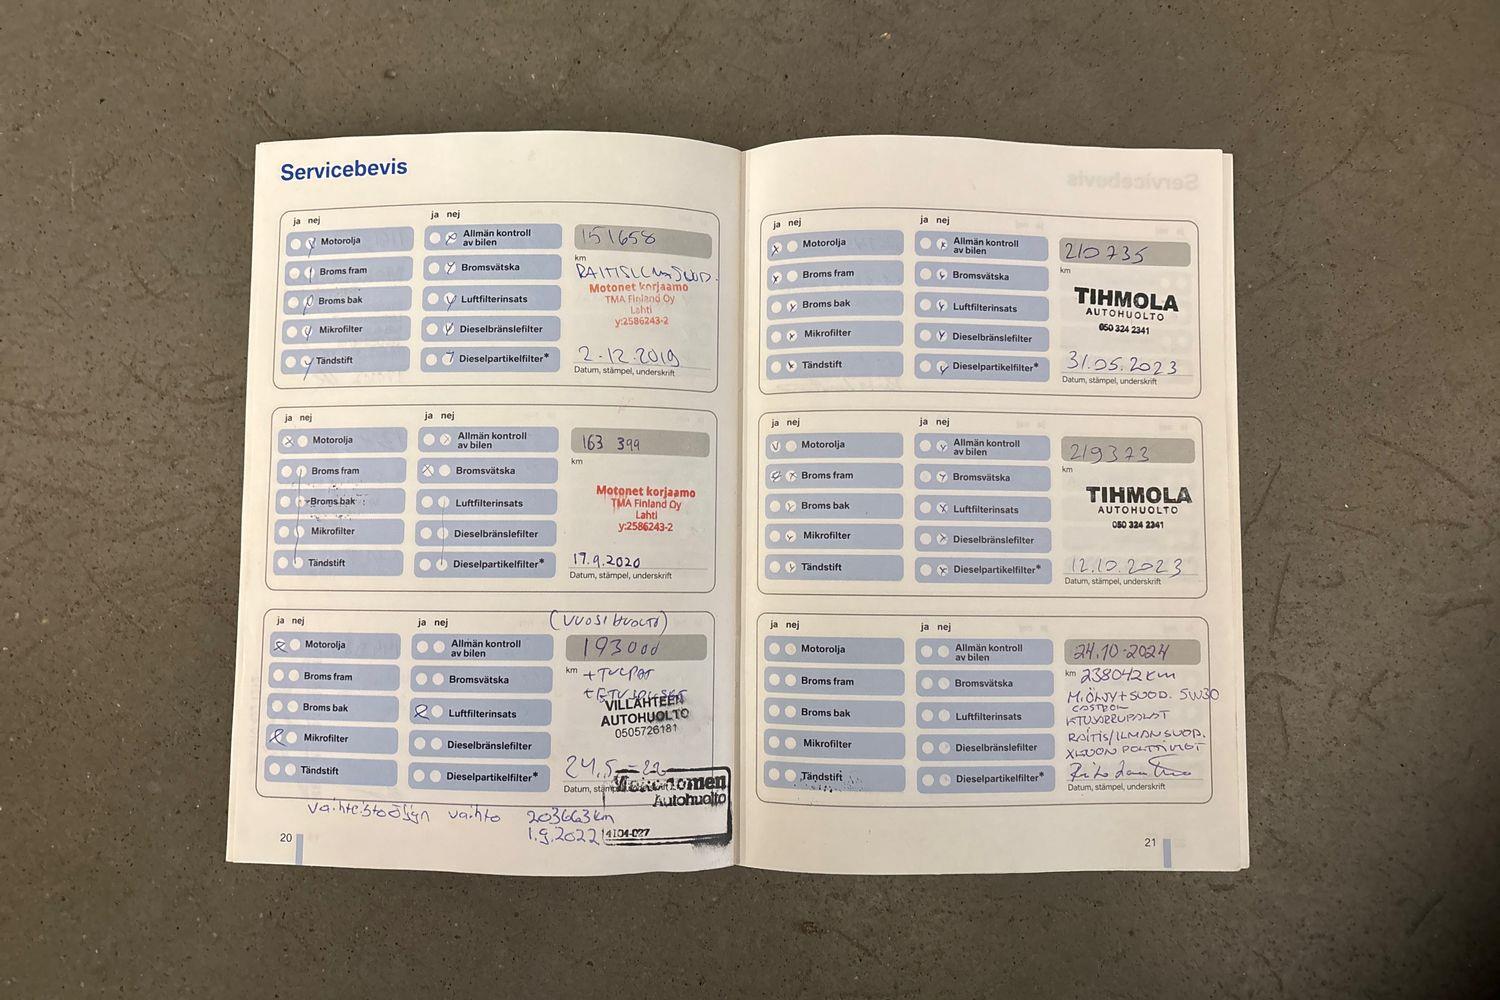 Servicebevis
ja nej
Motorolja
Broms fram
Broms bak
Mikrofilter
Tändstift
ja nej
Allmän kontroll
av bilen
Bromsvätska
Luftfilterinsats
Dieselbränslefilter
Dieselpartikelfilter*
151658
km
Motonet korjaamo
TMA Finland Oy
Lahti
y:2586243-2
2.12.2019
Datum, stämpel, underskrift
ja nej
Motorolja
Broms fram
Broms bak
Mikrofilter
Tändstift
ja nej
Allmän kontroll
av bilen
Bromsvätska
Luftfilterinsats
Dieselbränslefilter
Dieselpartikelfilter*
163 399
km
Motonet korjaamo
TMA Finland Oy
Lahti
y:2586243-2
17.9.2020
Datum, stämpel, underskrift
ja nej
Motorolja
Broms fram
Broms bak
Mikrofilter
Tändstift
ja nej
Allmän kontroll
av bilen
Bromsvätska
Luftfilterinsats
Dieselbränslefilter
Dieselpartikelfilter*
(VUOSIHUOLTO)
193000
km
VILLÄHTEEN
AUTOHUOLTO
0505726181
Autohuolto
Vaihteistoöljyn vaihto 203663km
1.9.2022
20
ja nej
Motorolja
Broms fram
Broms bak
Mikrofilter
Tändstift
ja nej
Allmän kontroll
av bilen
Bromsvätska
Luftfilterinsats
Dieselbränslefilter
Dieselpartikelfilter*
210735
km
TIHMOLA
AUTOHUOLTO
050 324 2341
31.05.2023
Datum, stämpel, underskrift
ja nej
Motorolja
Broms fram
Broms bak
Mikrofilter
Tändstift
ja nej
Allmän kontroll
av bilen
Bromsvätska
Luftfilterinsats
Dieselbränslefilter
Dieselpartikelfilter*
219373
km
TIHMOLA
AUTOHUOLTO
050 324 2341
12.10.2023
Datum, stämpel, underskrift
ja nej
Motorolja
Broms fram
Broms bak
Mikrofilter
Tändstift
ja nej
Allmän kontroll
av bilen
Bromsvätska
Luftfilterinsats
Dieselbränslefilter
Dieselpartikelfilter*
24.10.2024
km 238042km
M.ÖLJY+SUOD. 5W30
CASTROL
RAITIS/ILMANSUOD.
XENON POLTTIMOT
Datum, stämpel, underskrift
21